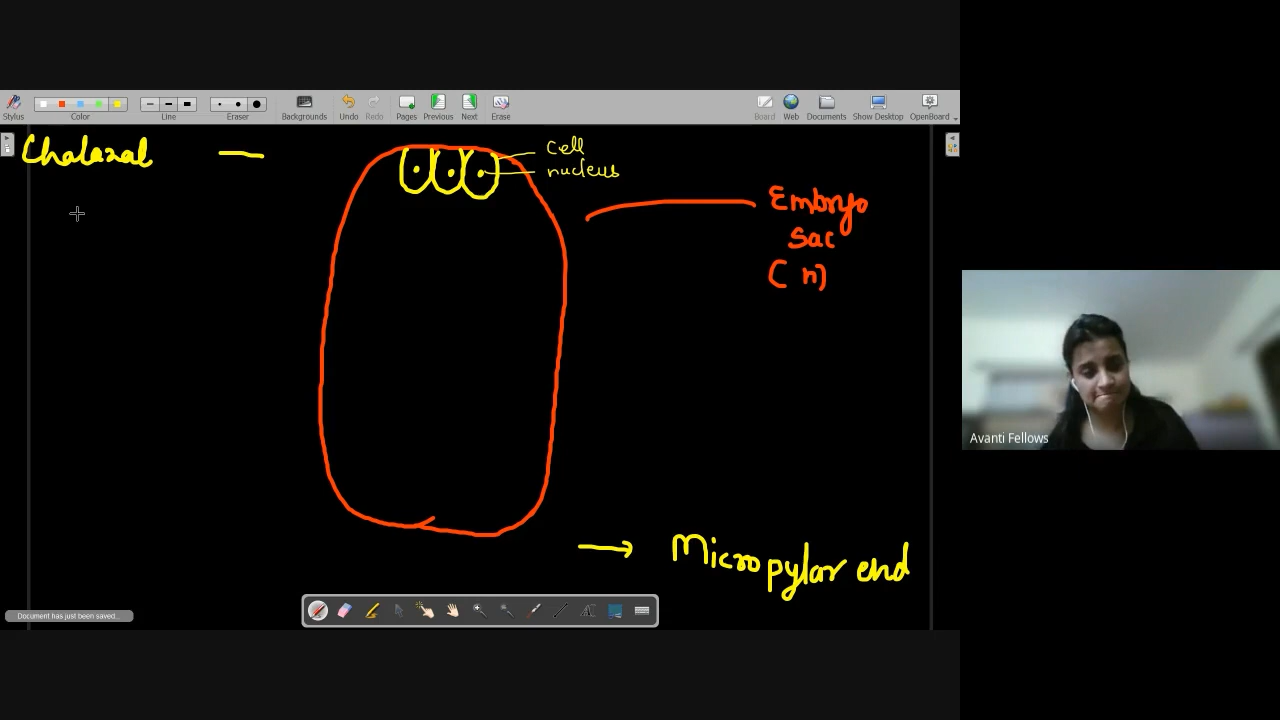 Stylus
Color
Line
Eraser
Backgrounds
Undo
Redo
Pages
Previous
Next
Erase
Board
Web
Documents
Show Desktop
OpenBoard
Chalazal —
cell
nucleus
Embryo
Sac
(n)
→ Micropylar end
Avanti Fellows
Document has just been saved...